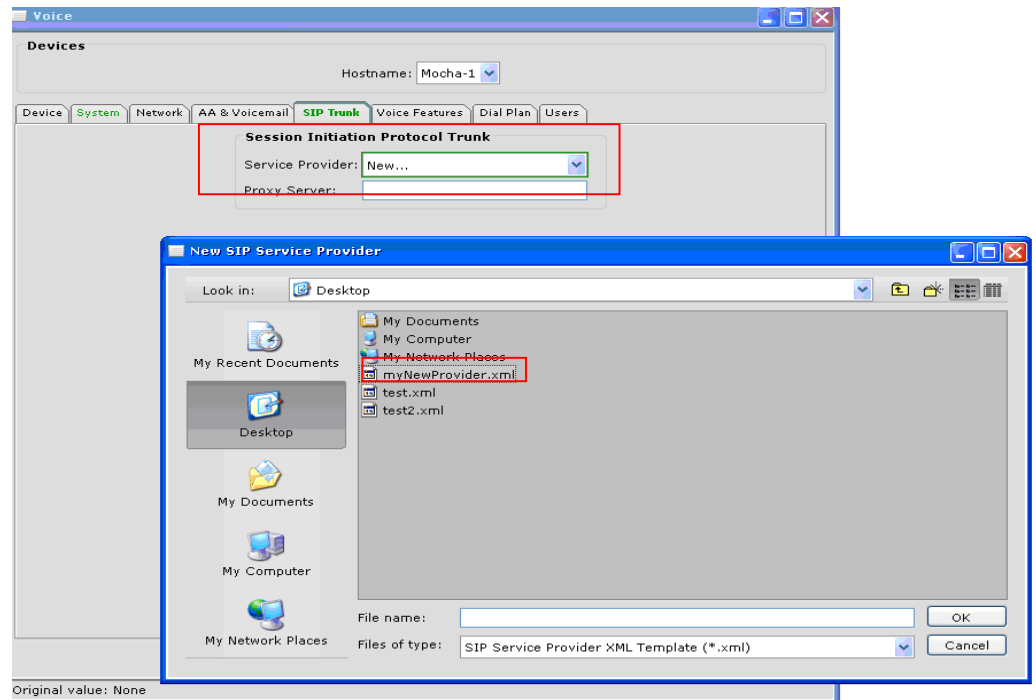 Voice
Devices
Hostname: Mocha-1
Device System Network AA & Voicemail SIP Trunk Voice Features Dial Plan Users
Session Initiation Protocol Trunk
Service Provider: New...
Proxy Server:
New SIP Service Provider
Look in: Desktop
My Recent Documents
Desktop
My Documents
My Computer
My Network Places
My Documents
My Computer
My Network Places
myNewProvider.xml
test.xml
test2.xml
File name: OK
Files of type: SIP Service Provider XML Template (*.xml) Cancel
Original value: None